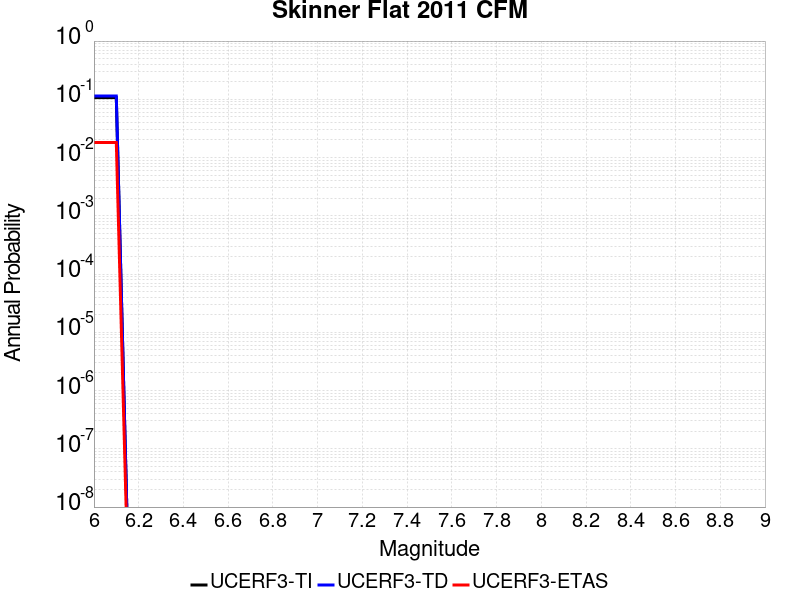 Skinner Flat 2011 CFM
10^0
10^-1
10^-2
10^-3
10^-4
10^-5
10^-6
10^-7
10^-8
Annual Probability
6 6.2 6.4 6.6 6.8 7 7.2 7.4 7.6 7.8 8 8.2 8.4 8.6 8.8 9
Magnitude
UCERF3-TI UCERF3-TD UCERF3-ETAS